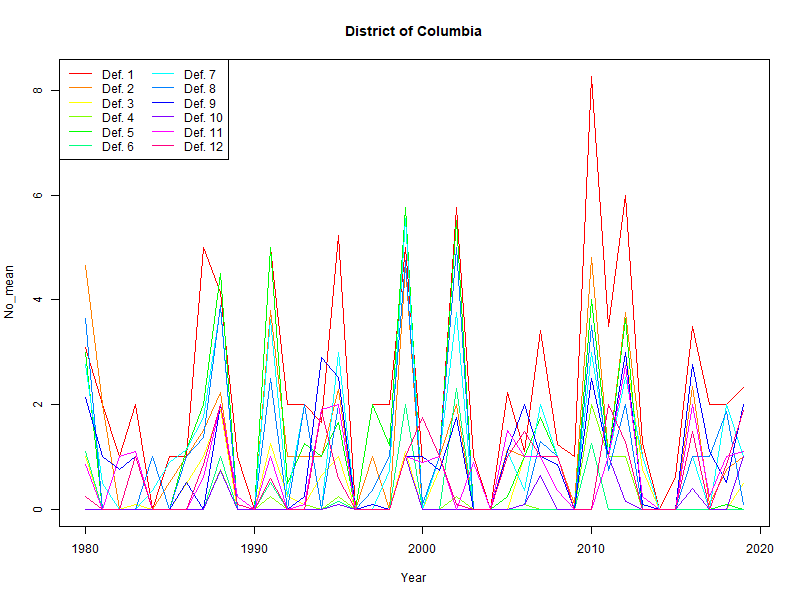 District of Columbia
Def. 1 Def. 7
Def. 2 Def. 8
Def. 3 Def. 9
Def. 4 Def. 10
Def. 5 Def. 11
Def. 6 Def. 12
8
6
4
2
0
No_mean
1980 1990 2000 2010 2020
Year